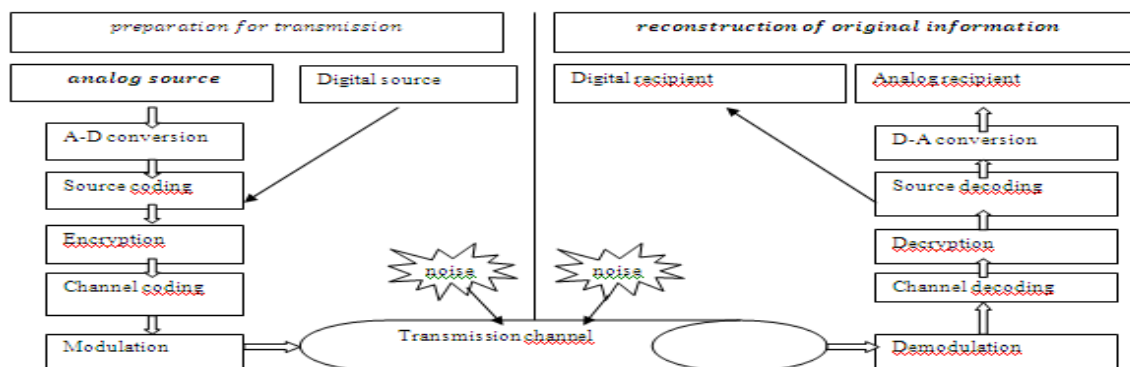 preparation for transmission
reconstruction of original information
analog source
Digital source
Digital recipient
Analog recipient
A-D conversion
D-A conversion
Source coding
Source decoding
Encryption
Decryption
noise
noise
Channel coding
Channel decoding
Modulation
Transmission channel
Demodulation